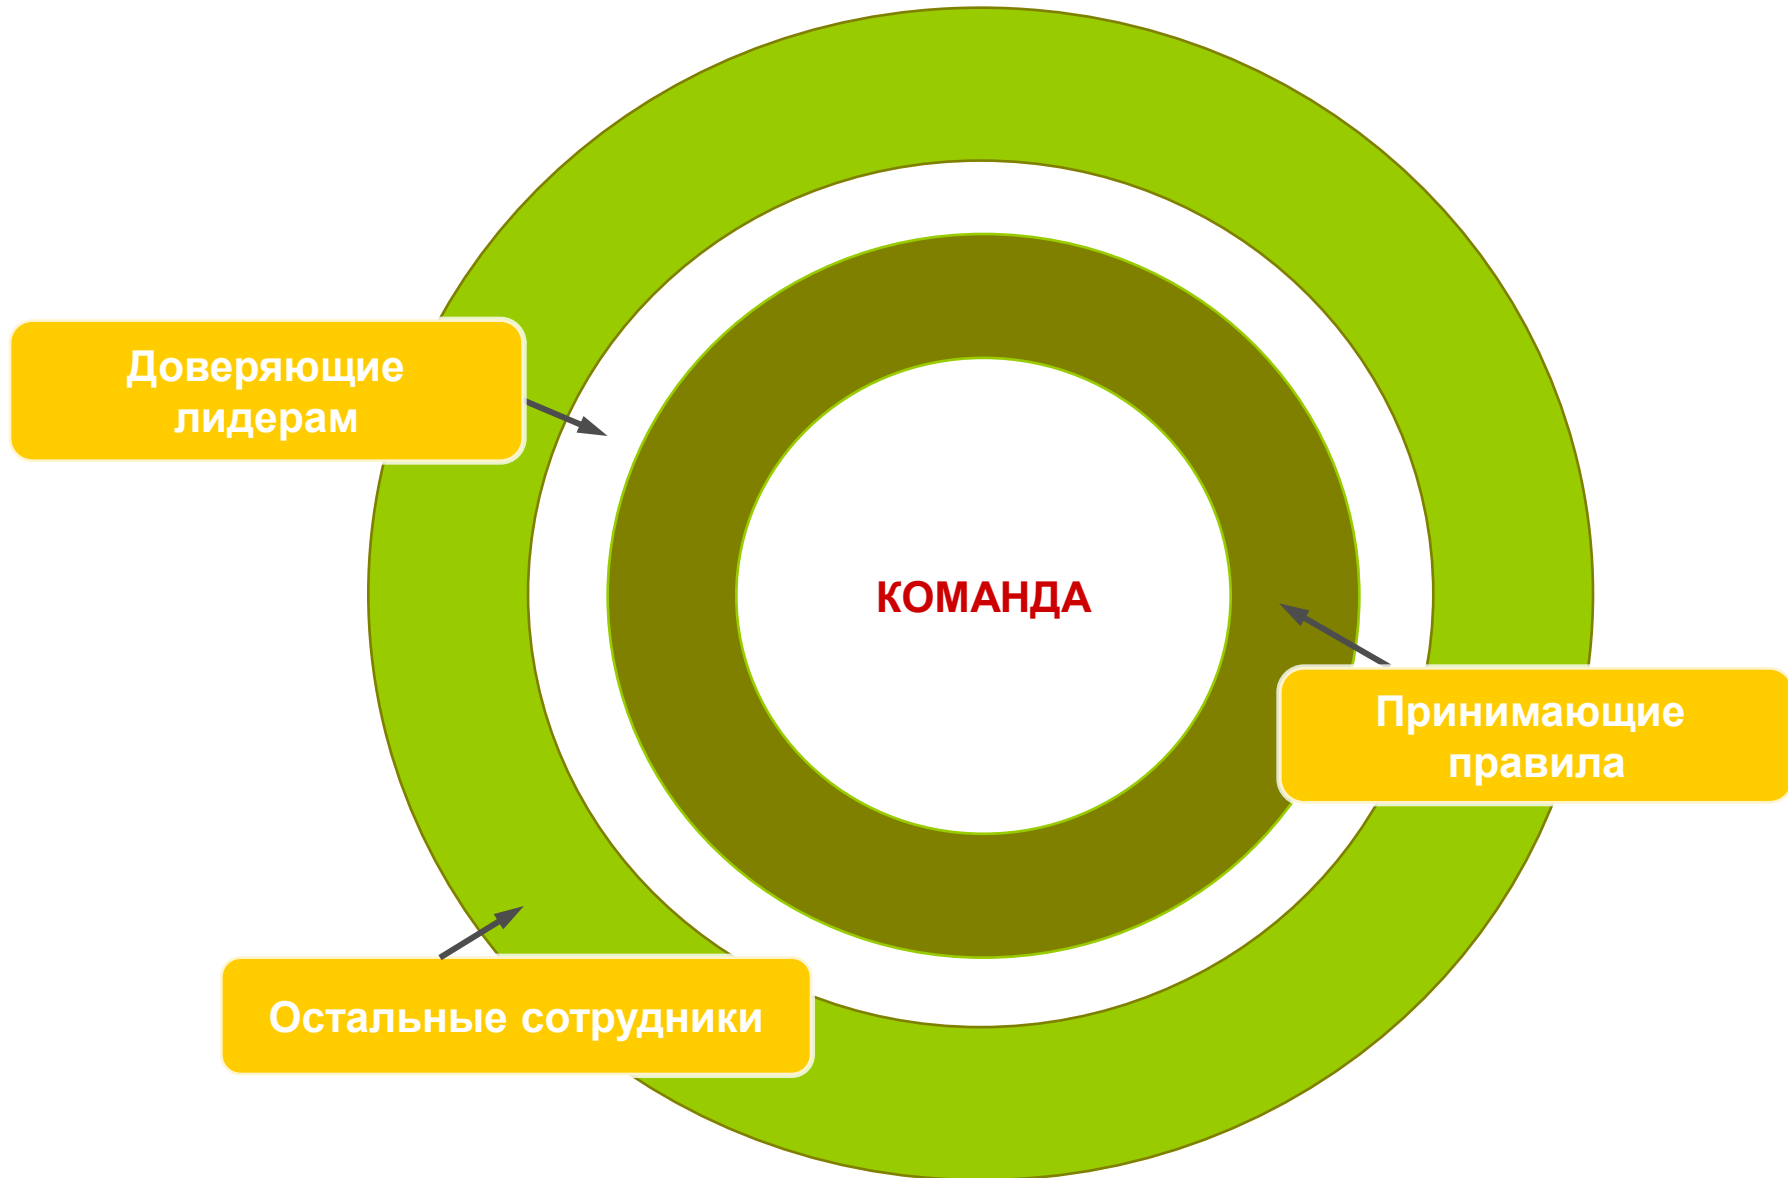 Доверяющие
лидерам
КОМАНДА
Принимающие
правила
Остальные сотрудники